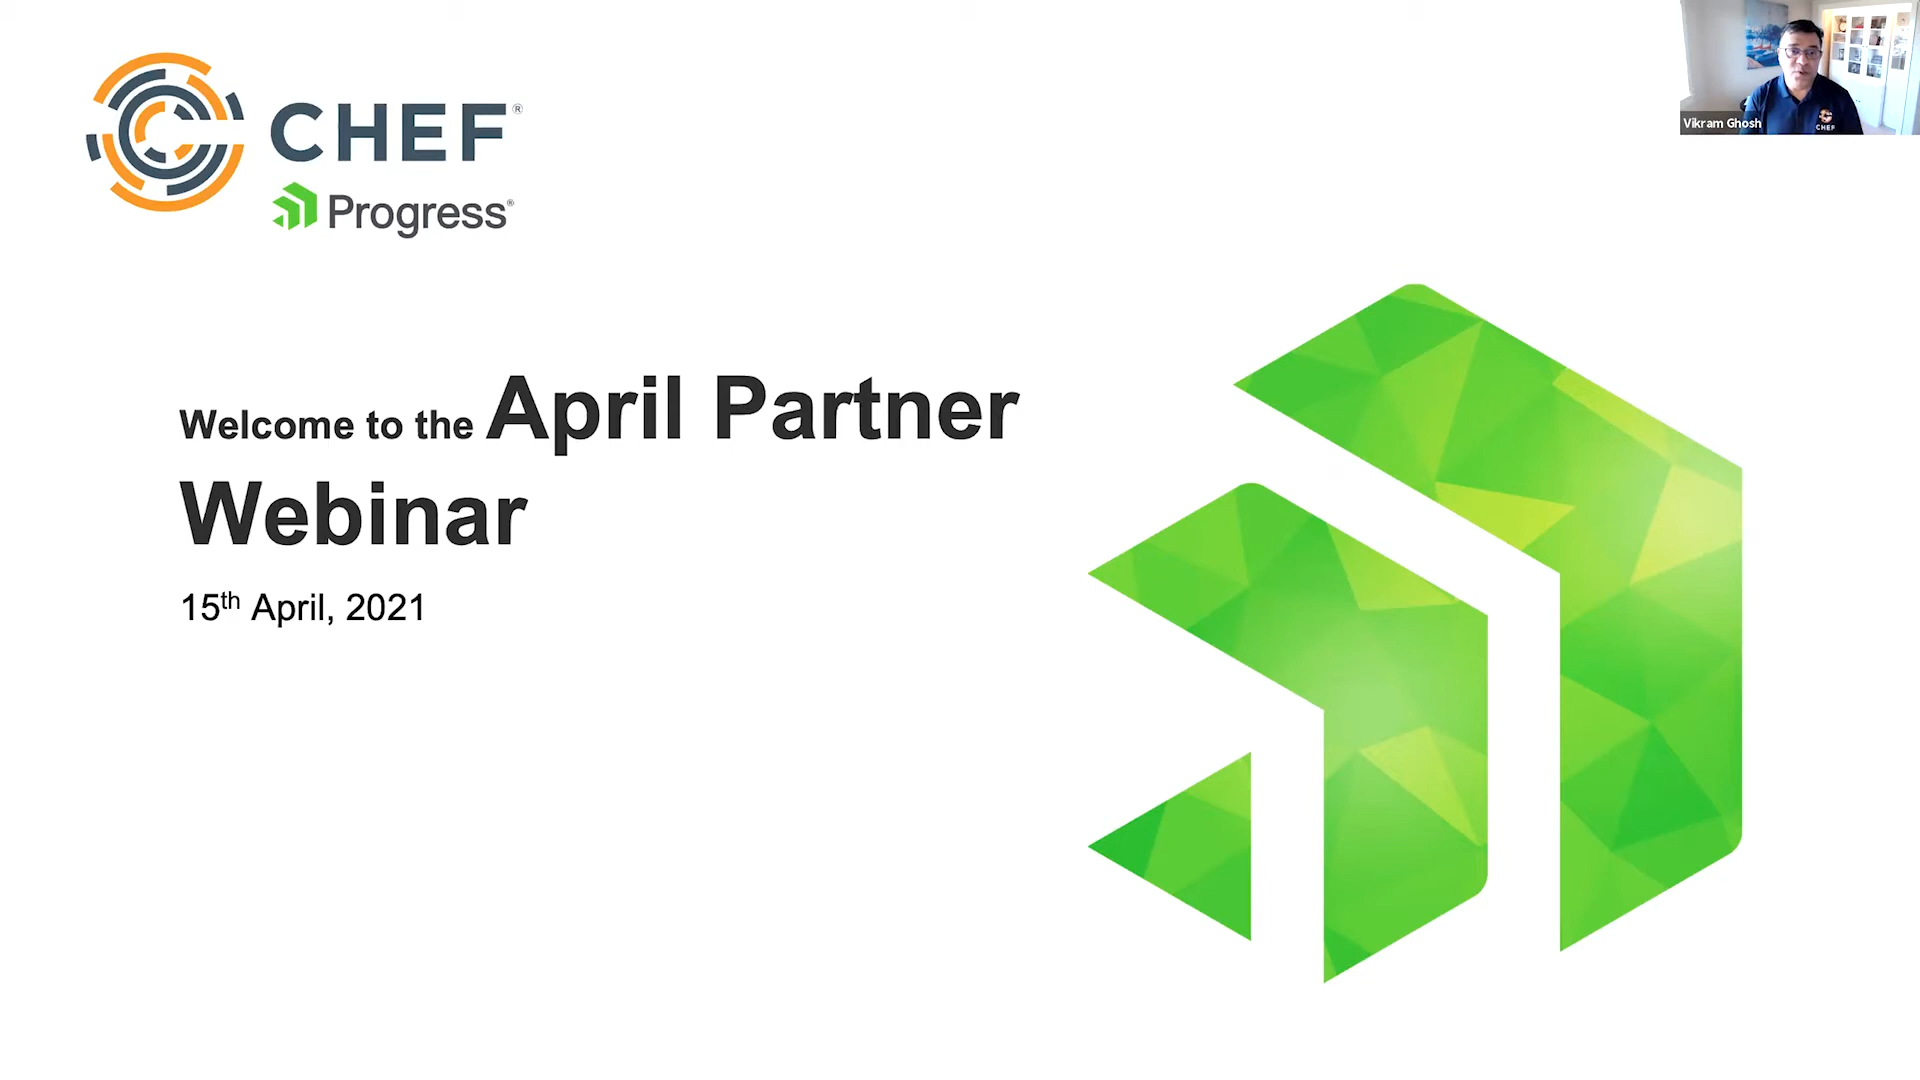 CHEF®
Progress®
Vikram Ghosh
CHEF
Welcome to the April Partner
Webinar
15th April, 2021